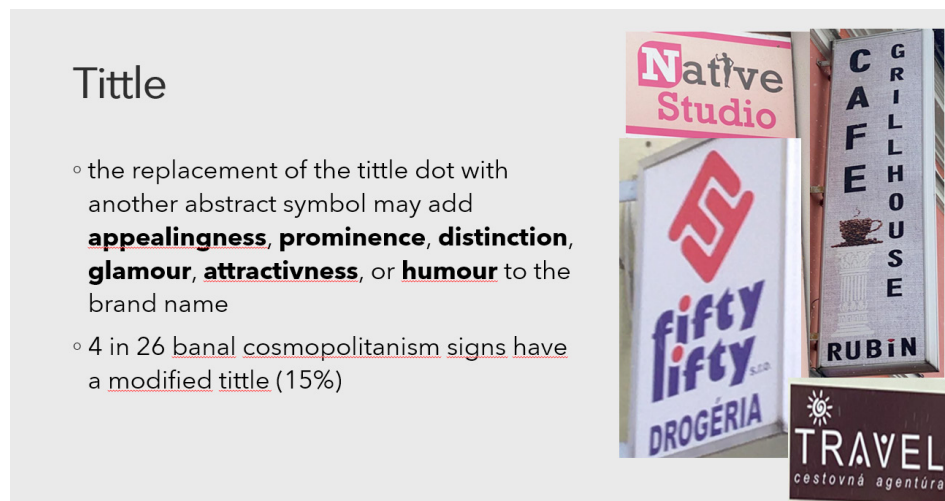 Tittle
the replacement of the tittle dot with
another abstract symbol may add
appealingness, prominence, distinction,
glamour, attractivness, or humour to the
brand name
4 in 26 banal cosmopolitanism signs have
a modified tittle (15%)
Native
Studio
CAFE
GRILLHOUSE
RUBiN
fifty
lifty
s.r.o.
DROGÉRIA
TRAVEL
cestovná agentúra